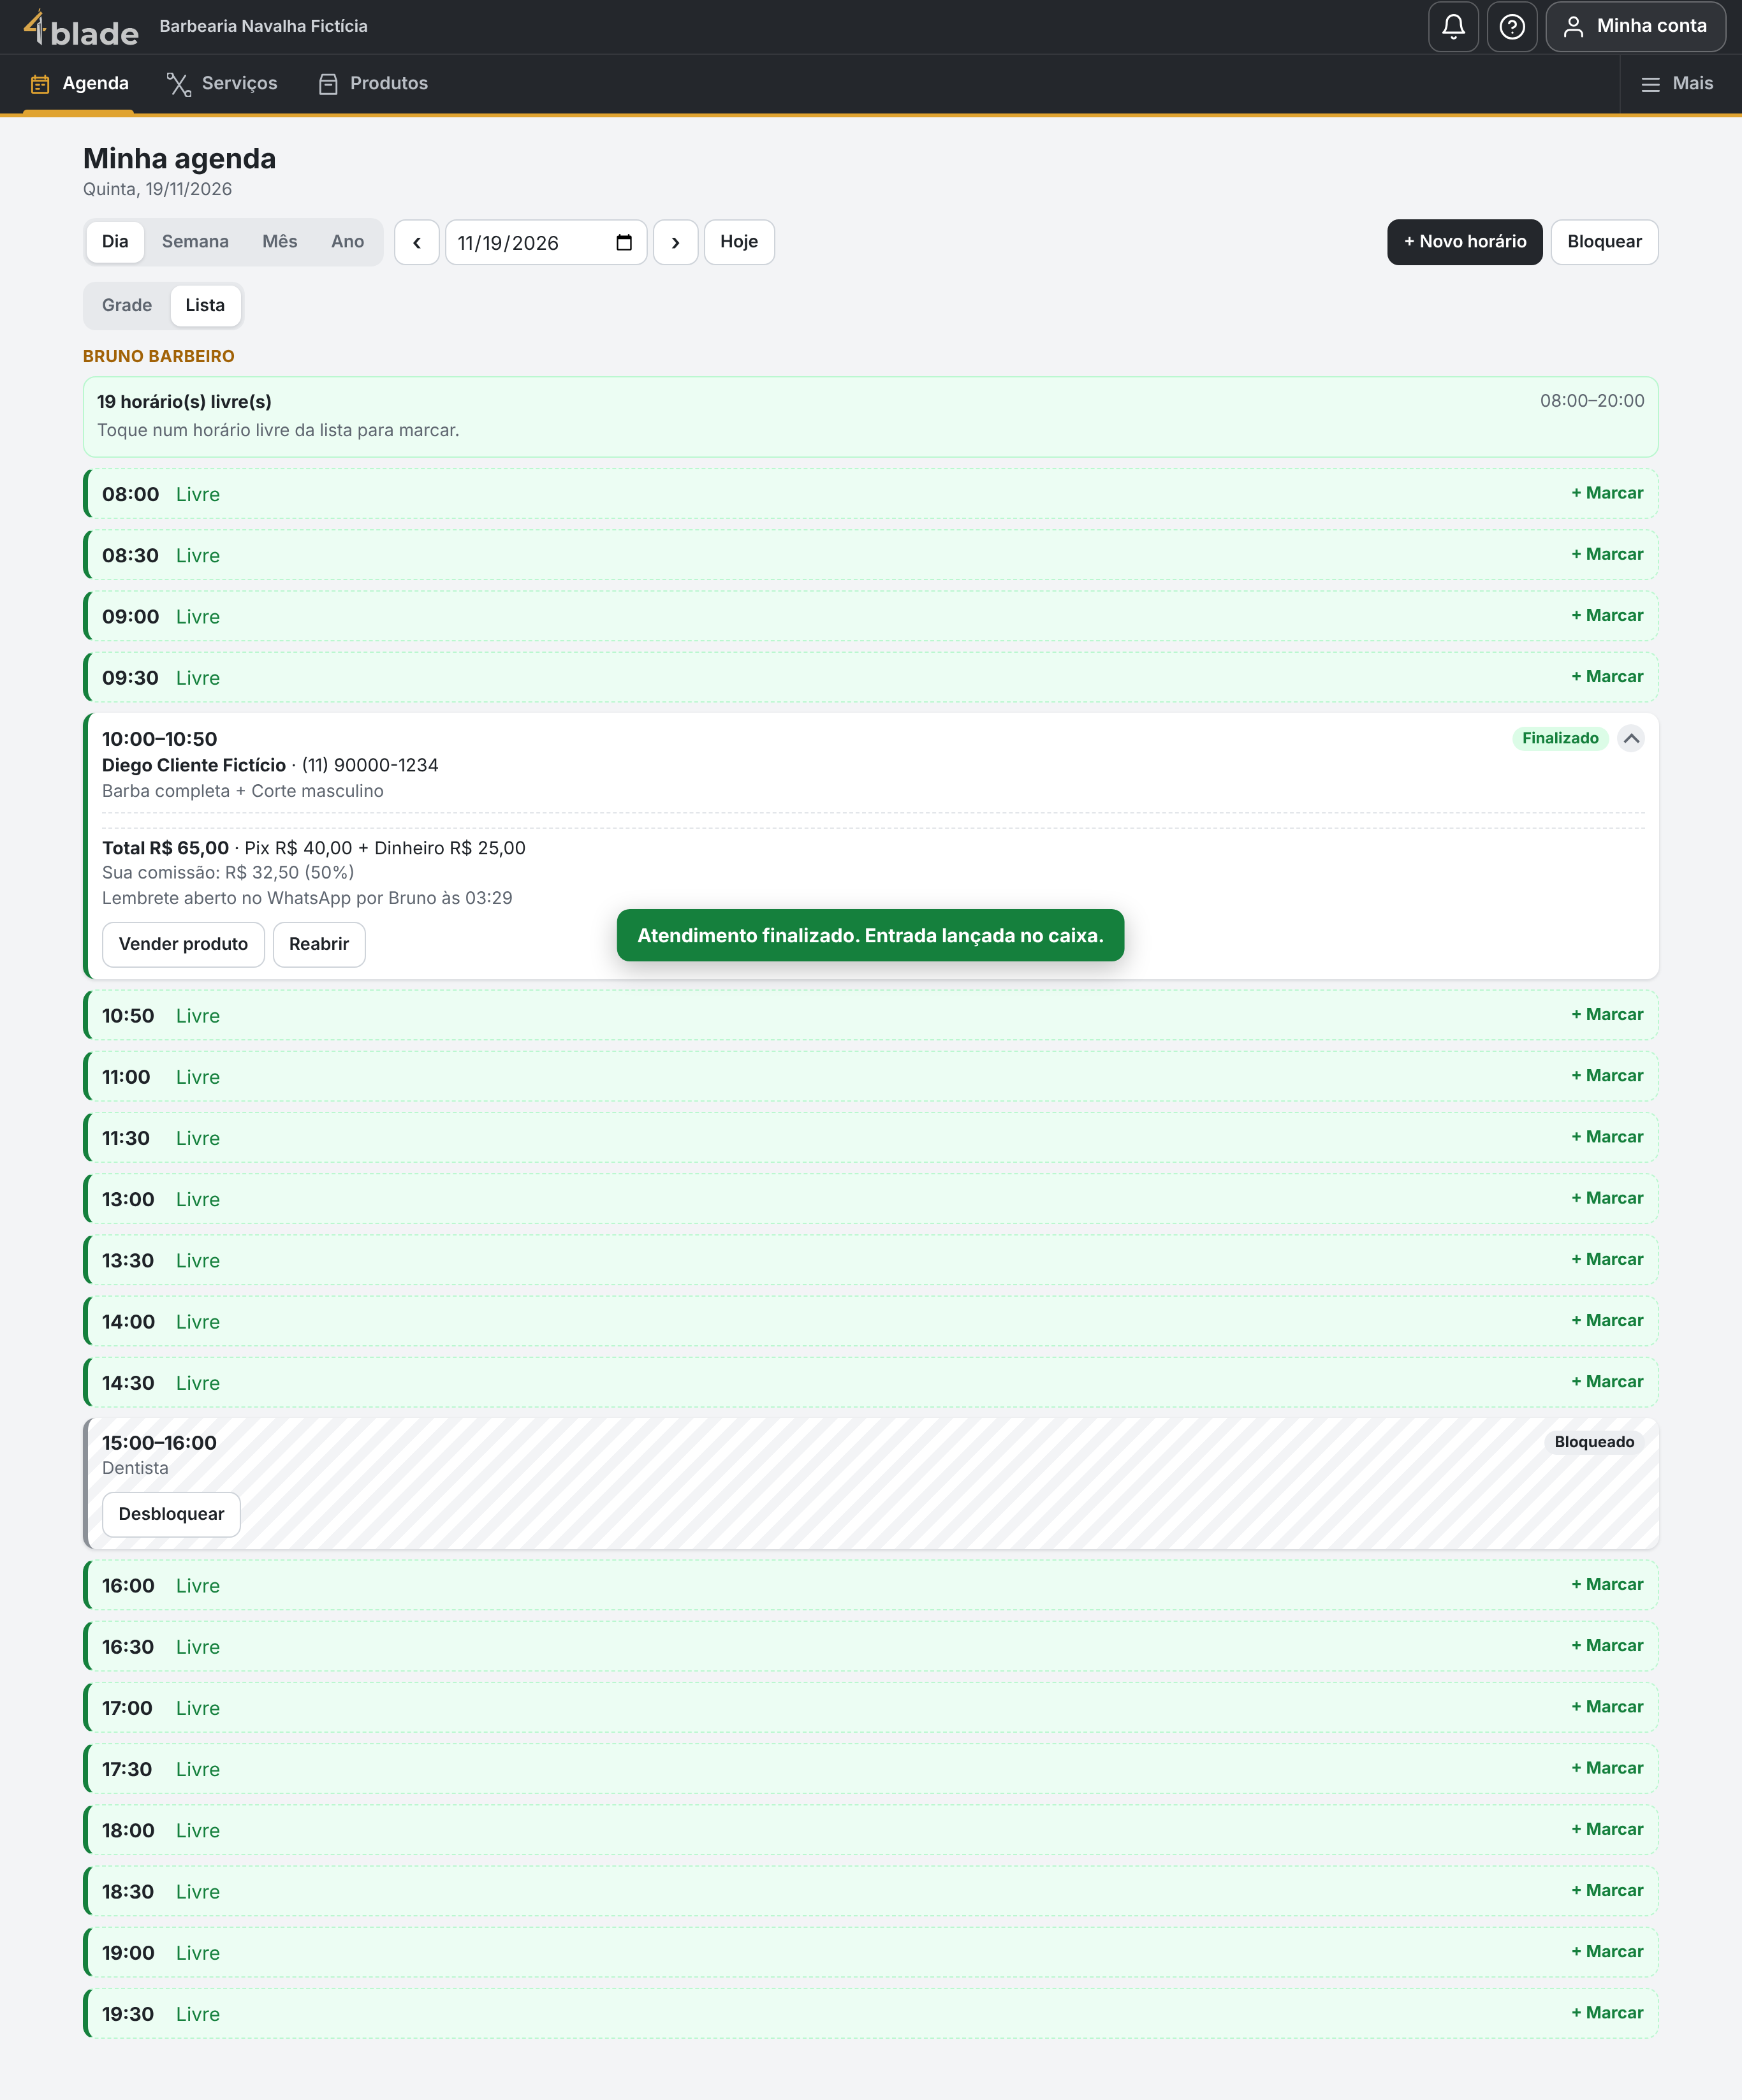 4blade
Barbearia Navalha Fictícia
Minha conta
Agenda
Serviços
Produtos
Mais
Minha agenda
Quinta, 19/11/2026
Dia
Semana
Mês
Ano
‹
11/19/2026
›
Hoje
+ Novo horário
Bloquear
Grade
Lista
BRUNO BARBEIRO
19 horário(s) livre(s)
08:00–20:00
Toque num horário livre da lista para marcar.
08:00 Livre + Marcar
08:30 Livre + Marcar
09:00 Livre + Marcar
09:30 Livre + Marcar
10:00–10:50
Finalizado
Diego Cliente Fictício · (11) 90000-1234
Barba completa + Corte masculino
Total R$ 65,00 · Pix R$ 40,00 + Dinheiro R$ 25,00
Sua comissão: R$ 32,50 (50%)
Lembrete aberto no WhatsApp por Bruno às 03:29
Vender produto
Reabrir
Atendimento finalizado. Entrada lançada no caixa.
10:50 Livre + Marcar
11:00 Livre + Marcar
11:30 Livre + Marcar
13:00 Livre + Marcar
13:30 Livre + Marcar
14:00 Livre + Marcar
14:30 Livre + Marcar
15:00–16:00
Bloqueado
Dentista
Desbloquear
16:00 Livre + Marcar
16:30 Livre + Marcar
17:00 Livre + Marcar
17:30 Livre + Marcar
18:00 Livre + Marcar
18:30 Livre + Marcar
19:00 Livre + Marcar
19:30 Livre + Marcar